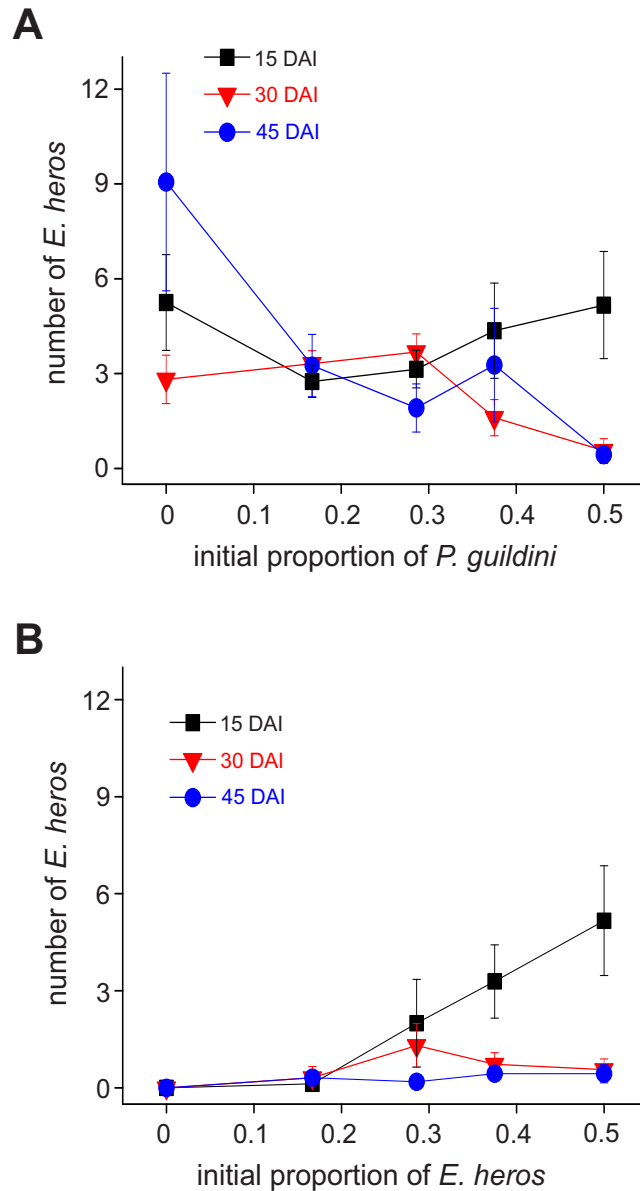 A
15 DAI
30 DAI
45 DAI
12
9
6
3
0
number of E. heros
0 0.1 0.2 0.3 0.4 0.5
initial proportion of P. guildini
B
15 DAI
30 DAI
45 DAI
12
9
6
3
0
number of E. heros
0 0.1 0.2 0.3 0.4 0.5
initial proportion of E. heros